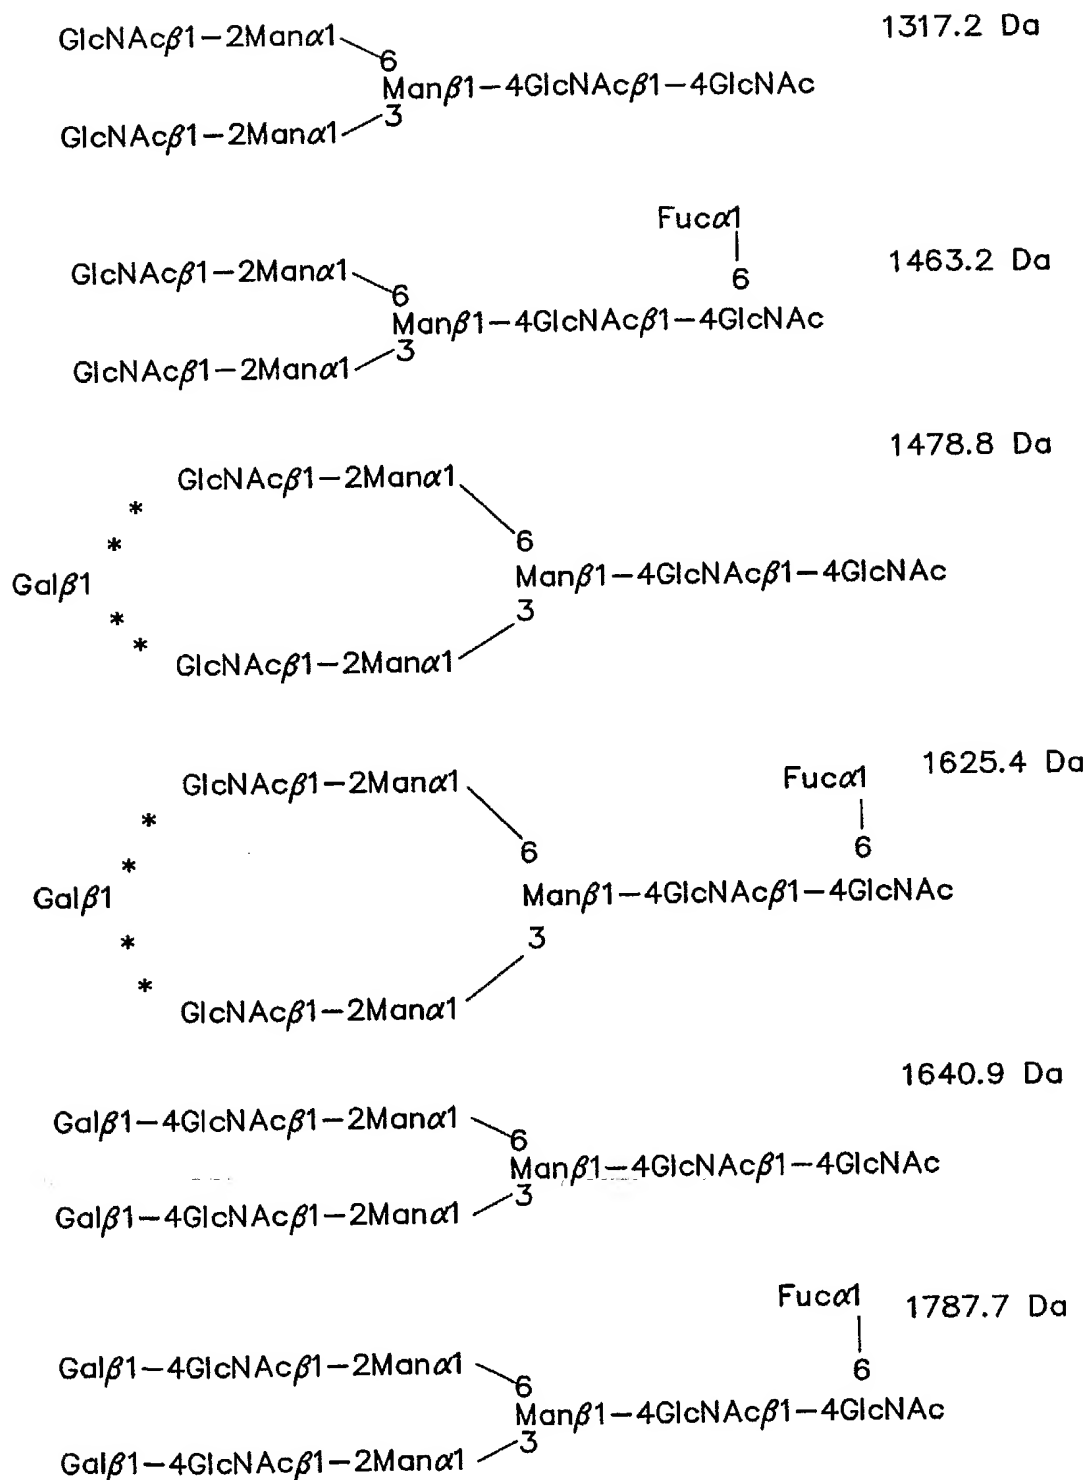 GlcNAcβ1–2Manα1
1317.2 Da
6
Manβ1–4GlcNAcβ1–4GlcNAc
3
GlcNAcβ1–2Manα1
Fucα1
1463.2 Da
GlcNAcβ1–2Manα1
6
6
Manβ1–4GlcNAcβ1–4GlcNAc
3
GlcNAcβ1–2Manα1
1478.8 Da
GlcNAcβ1–2Manα1
*
*
6
Galβ1
Manβ1–4GlcNAcβ1–4GlcNAc
3
*
*
GlcNAcβ1–2Manα1
1625.4 Da
Fucα1
GlcNAcβ1–2Manα1
*
6
6
*
Galβ1
Manβ1–4GlcNAcβ1–4GlcNAc
*
3
*
GlcNAcβ1–2Manα1
1640.9 Da
Galβ1–4GlcNAcβ1–2Manα1
6
Manβ1–4GlcNAcβ1–4GlcNAc
3
Galβ1–4GlcNAcβ1–2Manα1
Fucα1
1787.7 Da
Galβ1–4GlcNAcβ1–2Manα1
6
6
Manβ1–4GlcNAcβ1–4GlcNAc
3
Galβ1–4GlcNAcβ1–2Manα1